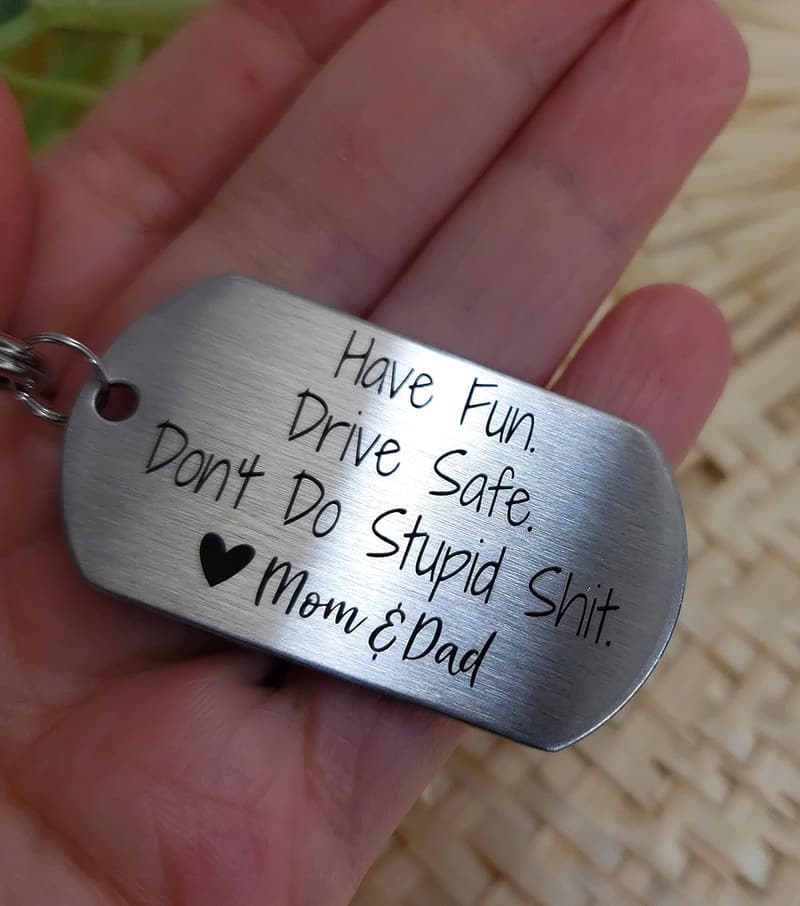 Have Fun.
Drive Safe.
Don't Do Stupid Shit.
♥ Mom & Dad